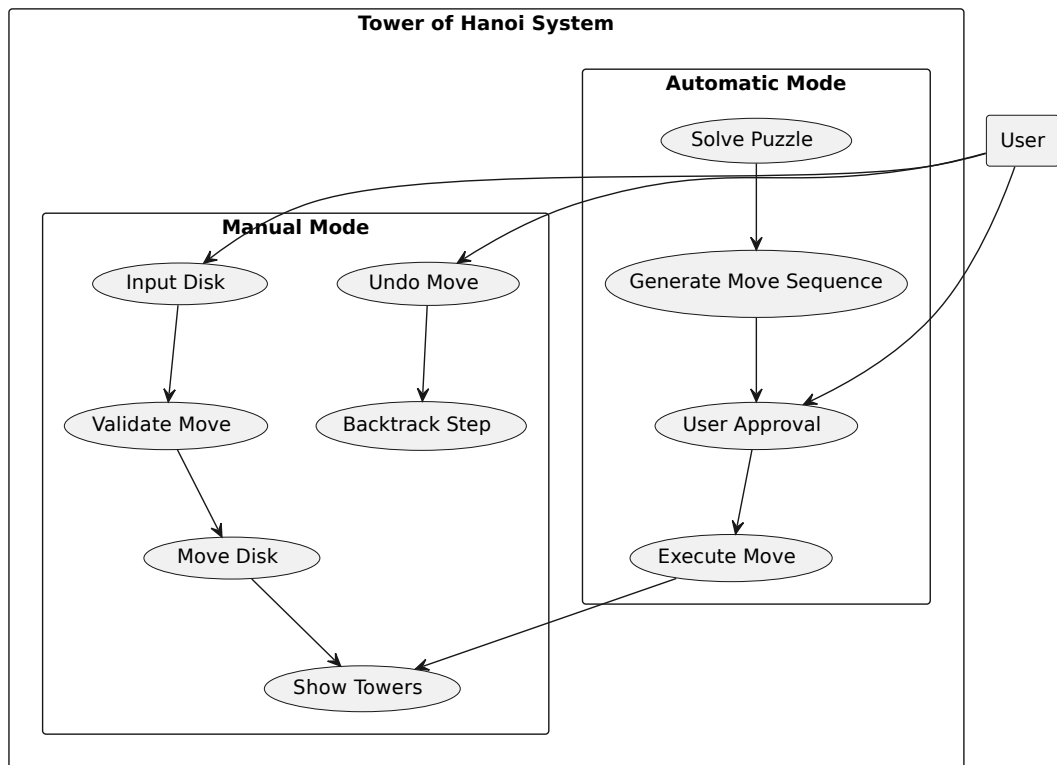 Tower of Hanoi System
Automatic Mode
Solve Puzzle
User
Manual Mode
Input Disk
Undo Move
Generate Move Sequence
Validate Move
Backtrack Step
User Approval
Move Disk
Execute Move
Show Towers